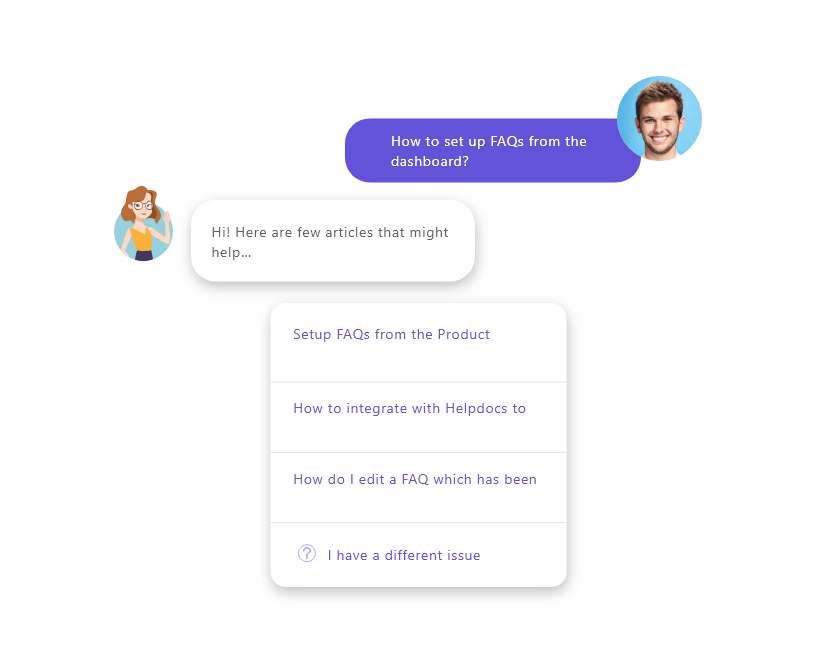 How to set up FAQs from the
dashboard?
Hi! Here are few articles that might
help...
Setup FAQs from the Product
How to integrate with Helpdocs to
How do I edit a FAQ which has been
? I have a different issue